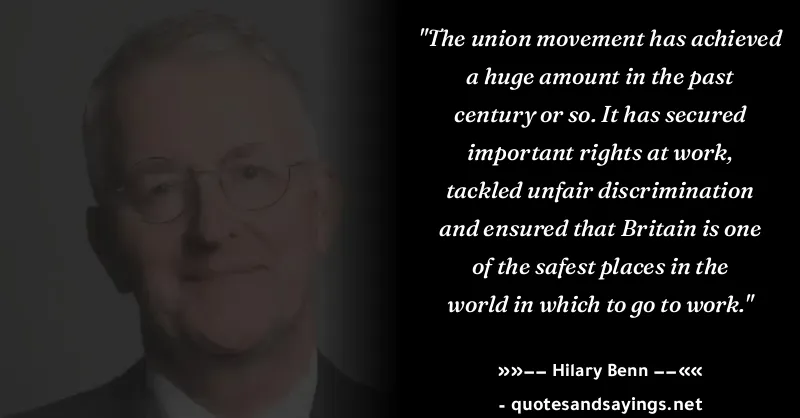 "The union movement has achieved
a huge amount in the past
century or so. It has secured
important rights at work,
tackled unfair discrimination
and ensured that Britain is one
of the safest places in the
world in which to go to work."
»»–– Hilary Benn ––««
- quotesandsayings.net